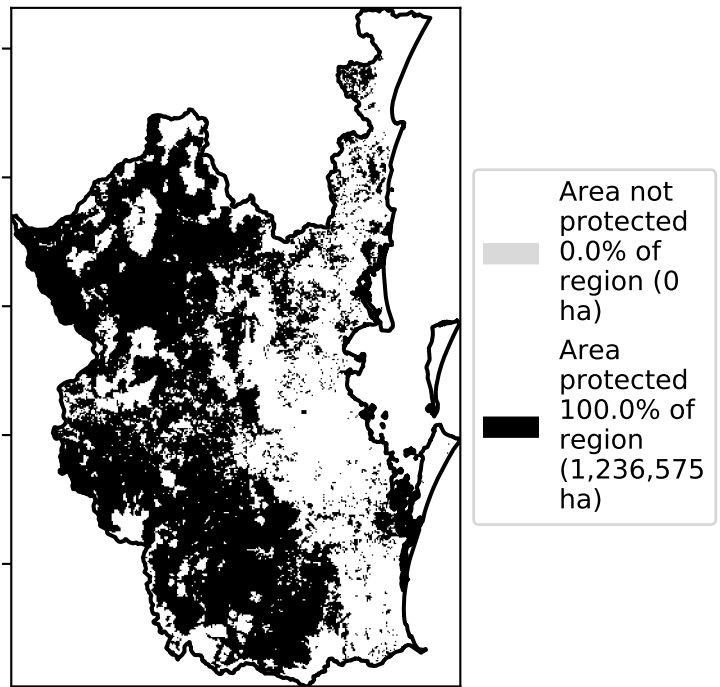 Area not
protected
0.0% of
region (0
ha)
Area
protected
100.0% of
region
(1,236,575
ha)